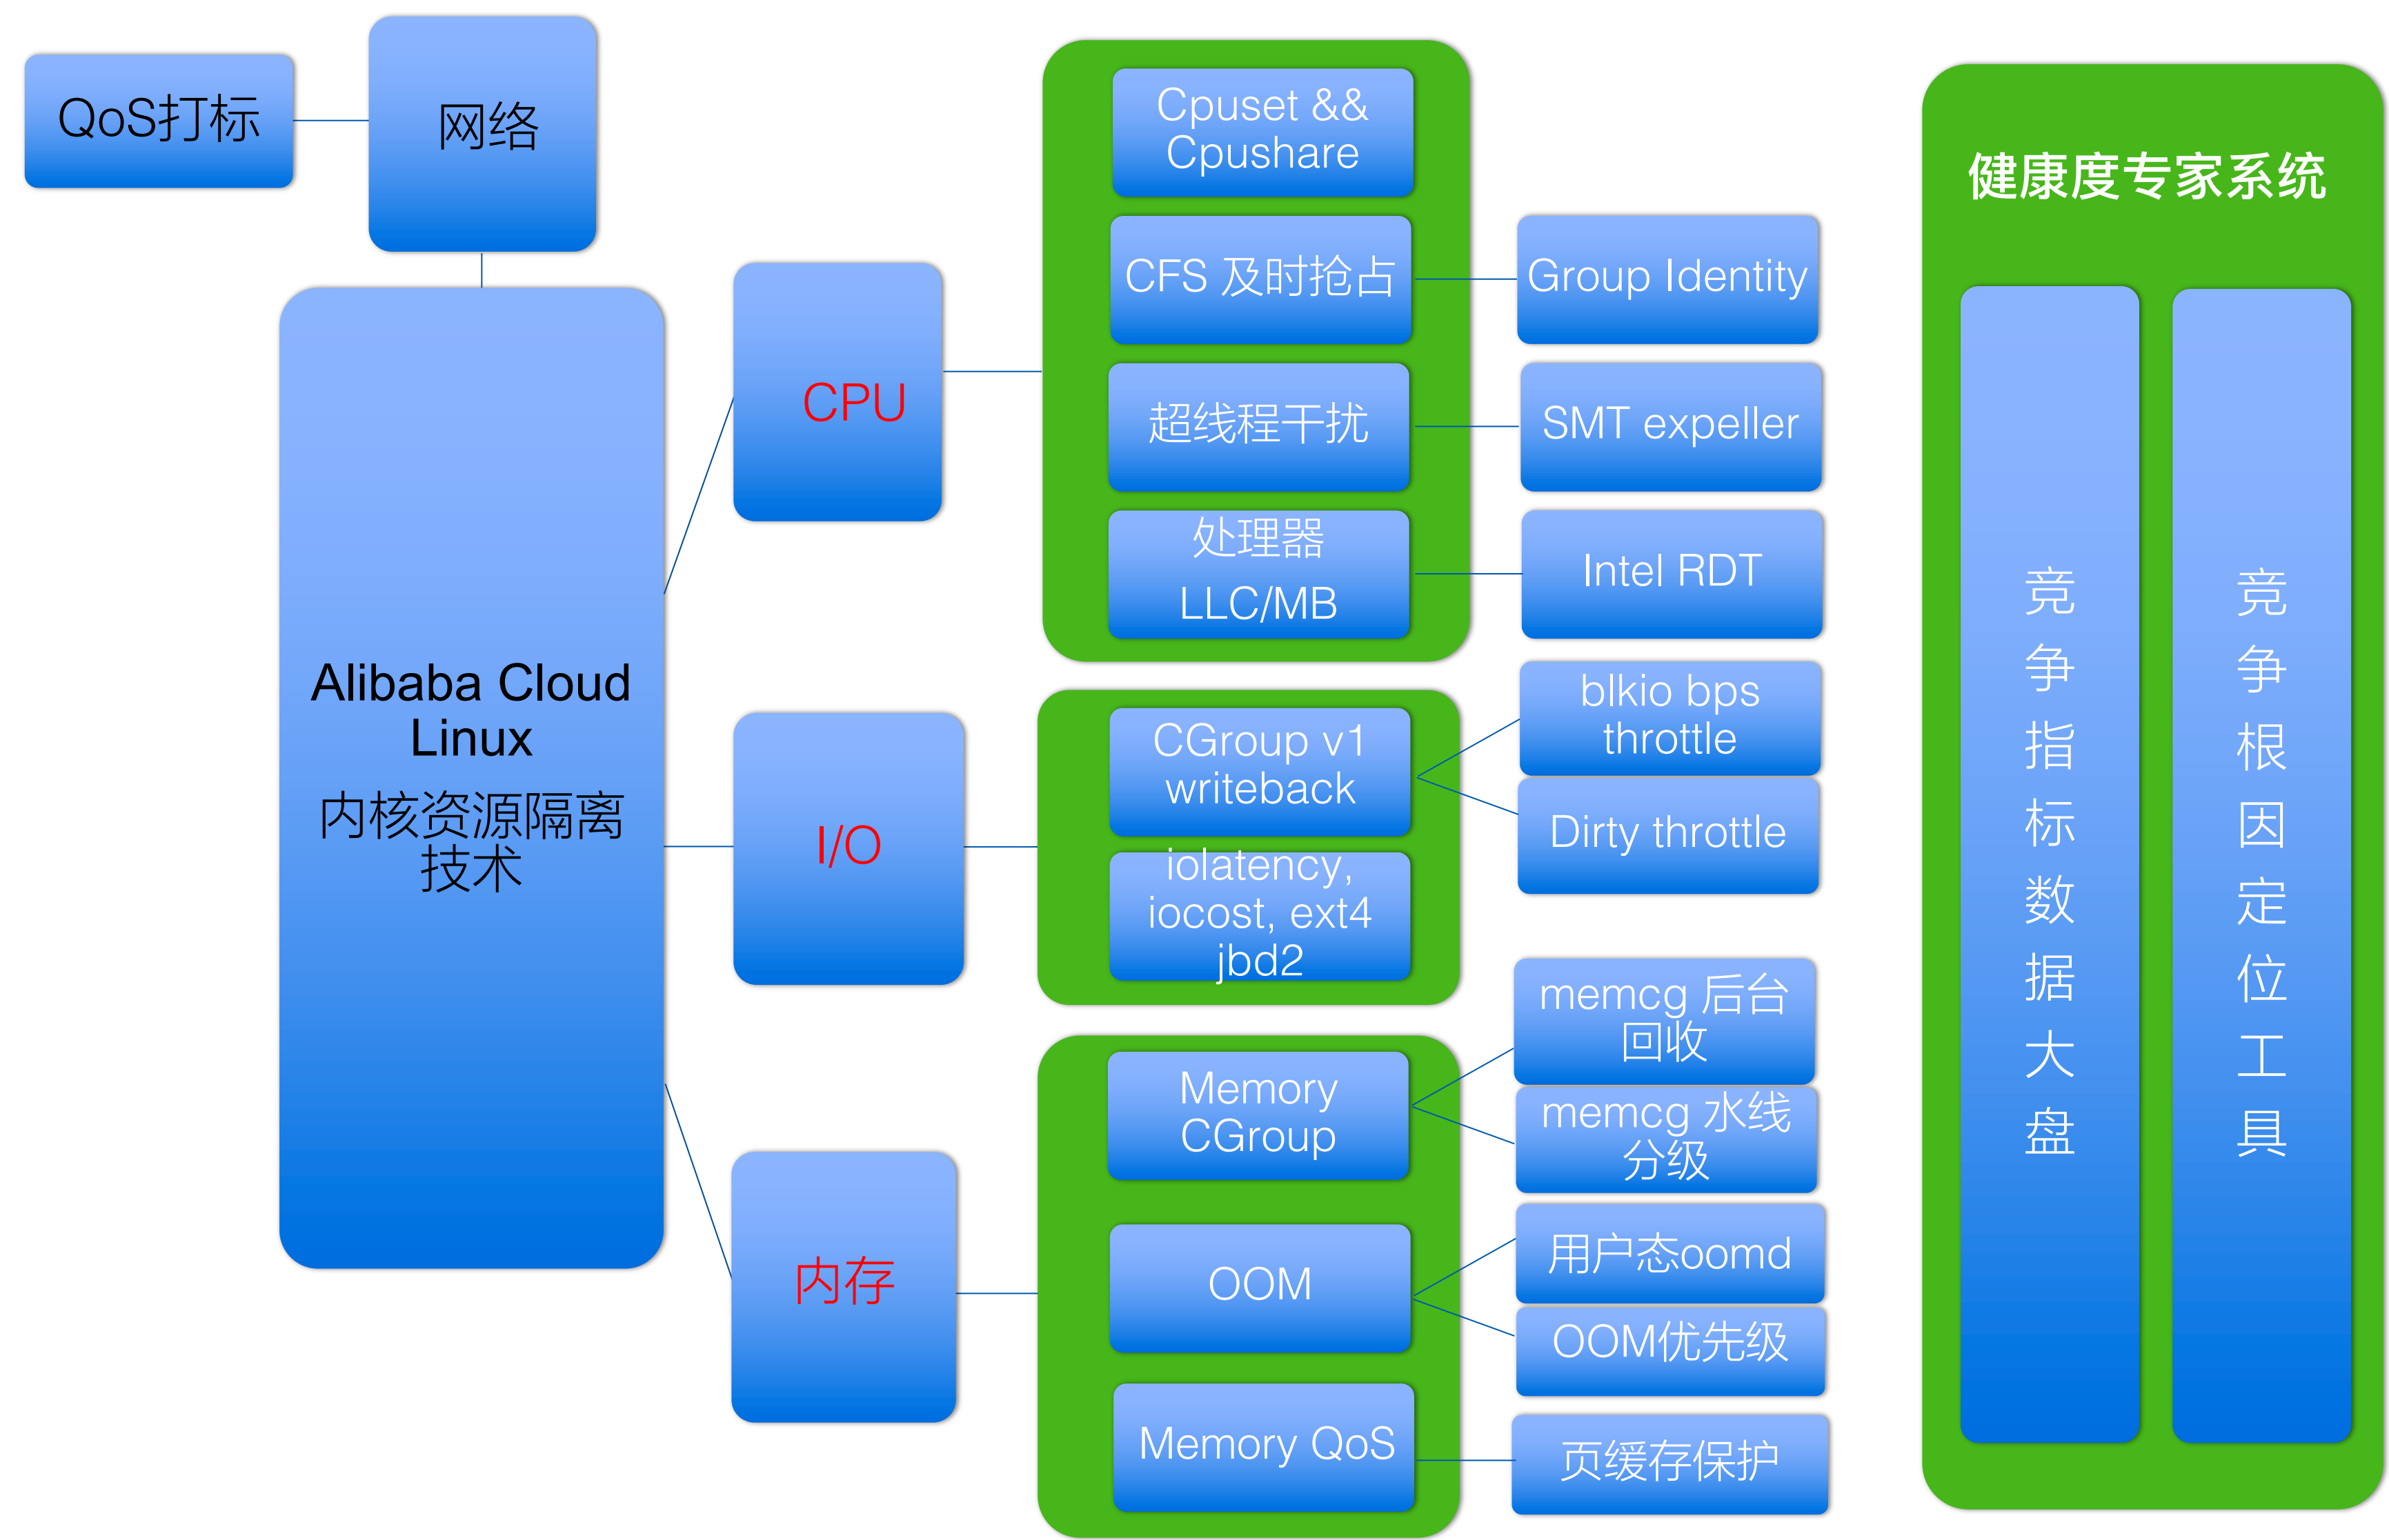 QoS打标
网络
Alibaba Cloud
Linux
内核资源隔离
技术
CPU
Cpuset &&
Cpushare
CFS 及时抢占
Group Identity
超线程干扰
SMT expeller
处理器
LLC/MB
Intel RDT
I/O
CGroup v1
writeback
blkio bps
throttle
Dirty throttle
iolatency,
iocost, ext4
jbd2
内存
Memory
CGroup
memcg 后台
回收
memcg 水线
分级
OOM
用户态oomd
OOM优先级
Memory QoS
页缓存保护
健康度专家系统
竞争指标数据大盘
竞争根因定位工具